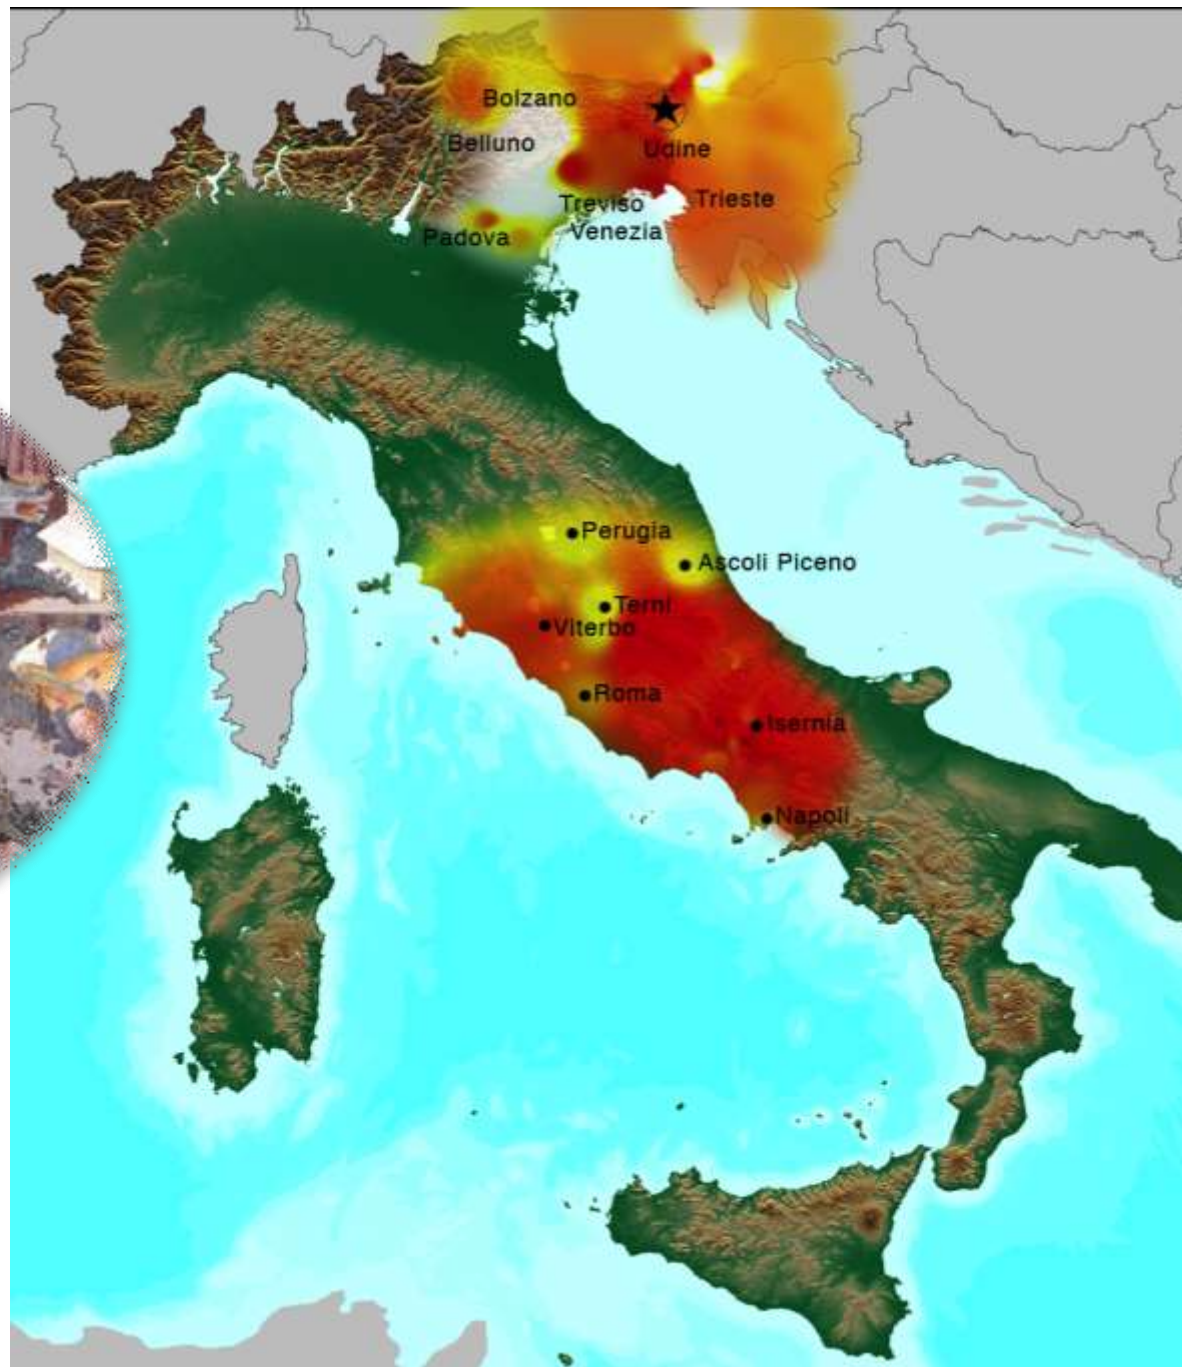 Bolzano
Belluno
Udine
Treviso
Trieste
Venezia
Padova
Perugia
Ascoli Piceno
Terni
Viterbo
Roma
Isernia
Napoli